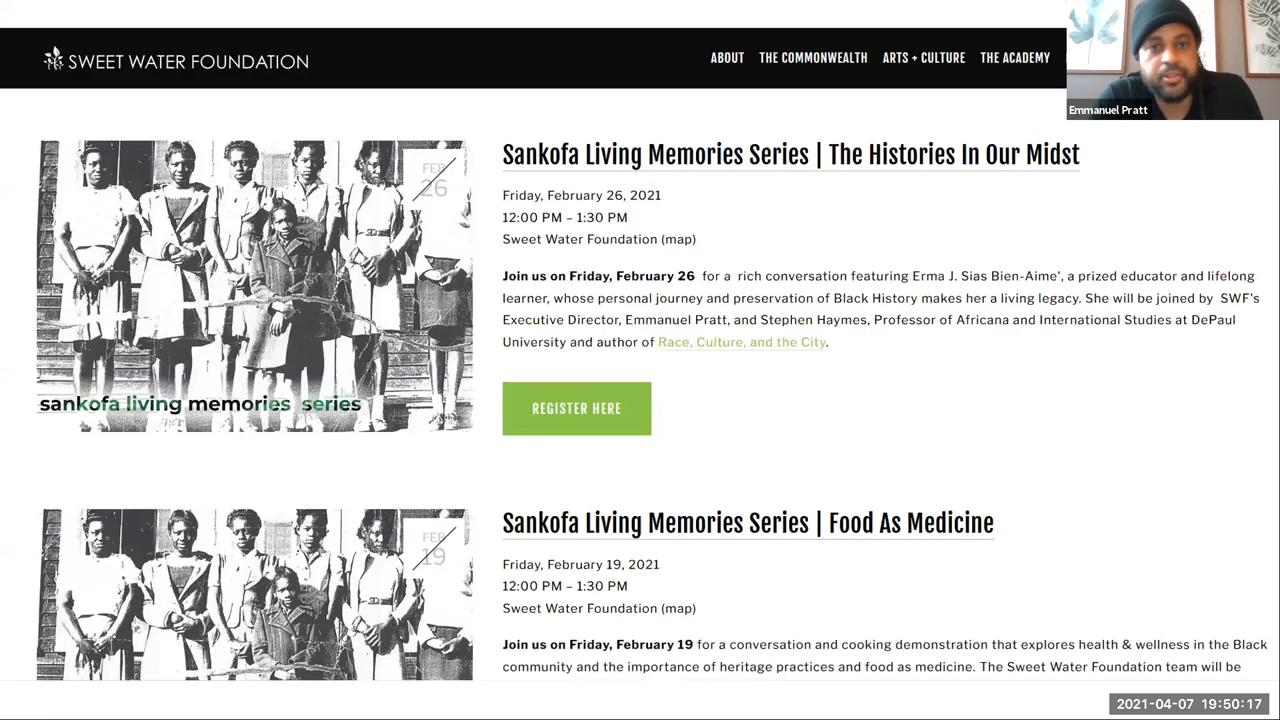 SWEET WATER FOUNDATION
ABOUT THE COMMONWEALTH ARTS + CULTURE THE ACADEMY
Emmanuel Pratt
FEB
26
sankofa living memories series
Sankofa Living Memories Series | The Histories In Our Midst
Friday, February 26, 2021
12:00 PM – 1:30 PM
Sweet Water Foundation (map)
Join us on Friday, February 26 for a rich conversation featuring Erma J. Sias Bien-Aime', a prized educator and lifelong
learner, whose personal journey and preservation of Black History makes her a living legacy. She will be joined by SWF's
Executive Director, Emmanuel Pratt, and Stephen Haymes, Professor of Africana and International Studies at DePaul
University and author of Race, Culture, and the City.
REGISTER HERE
FEB
19
Sankofa Living Memories Series | Food As Medicine
Friday, February 19, 2021
12:00 PM – 1:30 PM
Sweet Water Foundation (map)
Join us on Friday, February 19 for a conversation and cooking demonstration that explores health & wellness in the Black
community and the importance of heritage practices and food as medicine. The Sweet Water Foundation team will be
2021-04-07 19:50:17